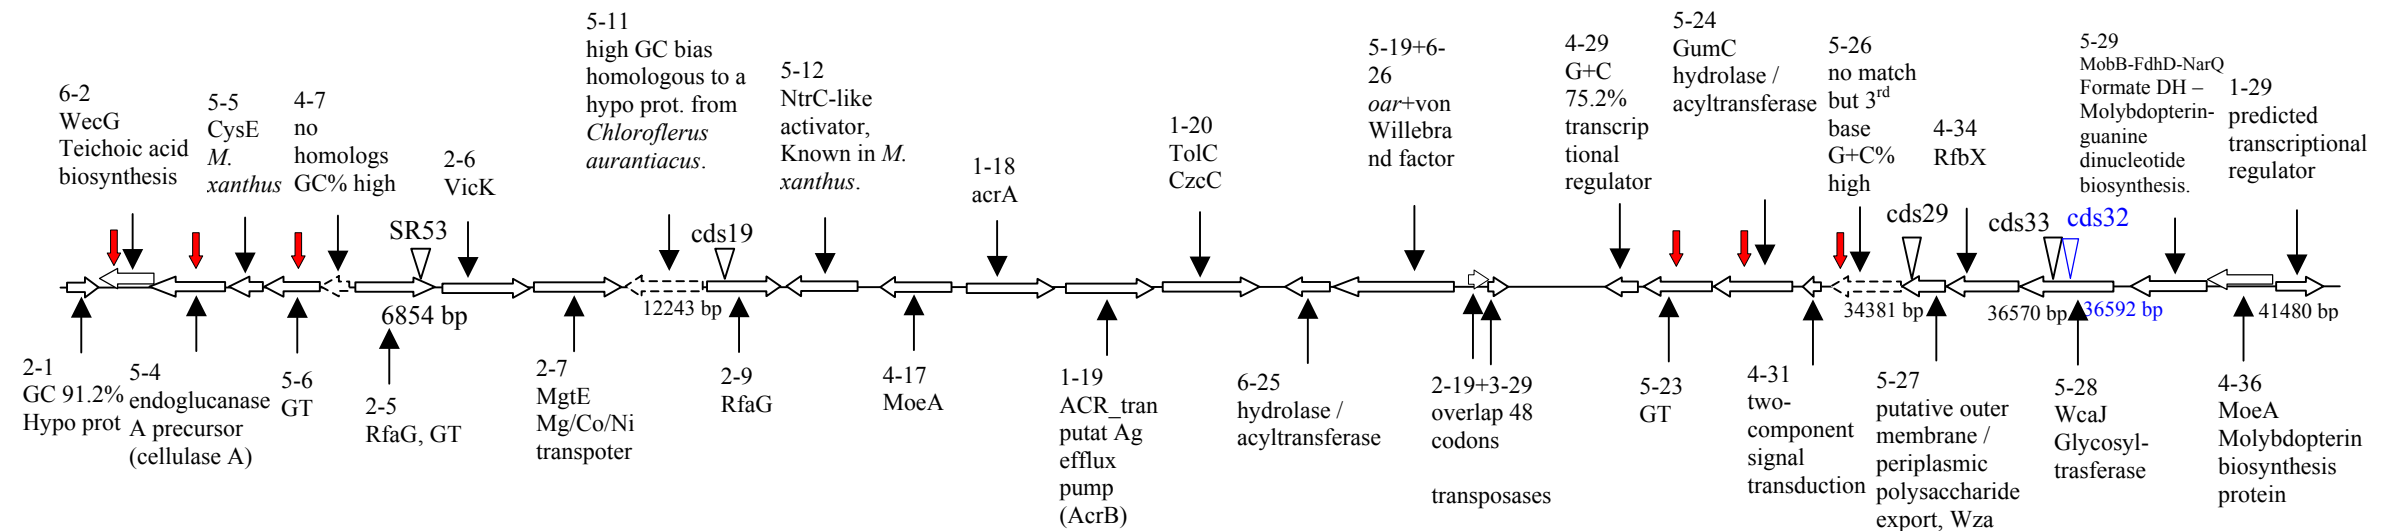 6-2
WecG
Teichoic acid
biosynthesis
5-5
CysE
M.
xanthus
4-7
no
homologs
GC% high
SR53
2-6
VicK
5-11
high GC bias
homologous to a
hypo prot. from
Chloroflerus
aurantiacus.
cds19
5-12
NtrC-like
activator,
Known in M.
xanthus.
1-18
acrA
1-20
TolC
CzcC
5-19+6-
26
oar+von
Willebra
nd factor
4-29
G+C
75.2%
transcrip
tional
regulator
5-24
GumC
hydrolase /
acyltransferase
5-26
no match
but 3rd
base
G+C%
high
cds29
4-34
RfbX
cds33
cds32
5-29
MobB-FdhD-NarQ
Formate DH –
Molybdopterin-
guanine
dinucleotide
biosynthesis.
1-29
predicted
transcriptional
regulator
6854 bp
12243 bp
34381 bp
36570 bp
36592 bp
41480 bp
2-1
GC 91.2%
Hypo prot
5-4
endoglucanase
A precursor
(cellulase A)
5-6
GT
2-5
RfaG, GT
2-7
MgtE
Mg/Co/Ni
transpoter
2-9
RfaG
4-17
MoeA
1-19
ACR_tran
putat Ag
efflux
pump
(AcrB)
6-25
hydrolase /
acyltransferase
2-19+3-29
overlap 48
codons
transposases
5-23
GT
4-31
two-
component
signal
transduction
5-27
putative outer
membrane /
periplasmic
polysaccharide
export, Wza
5-28
WcaJ
Glycosyl-
trasferase
4-36
MoeA
Molybdopterin
biosynthesis
protein